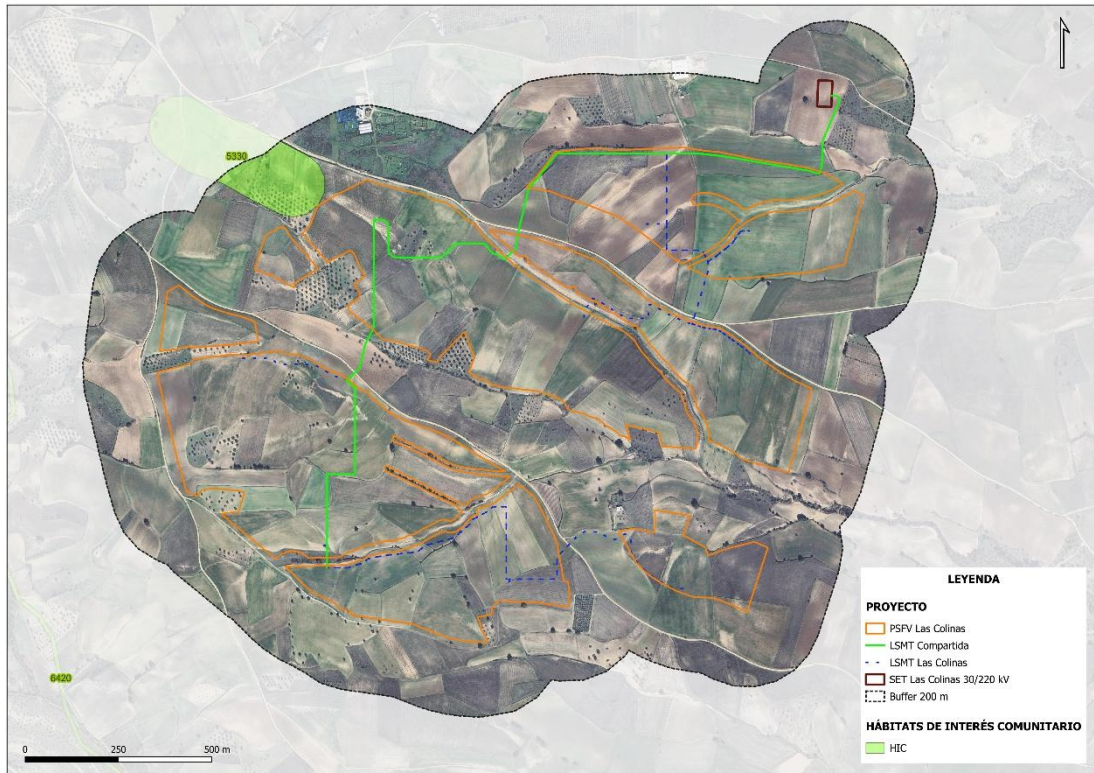 5330
6420
0 250 500 m
LEYENDA
PROYECTO
PSFV Las Colinas
LSMT Compartida
LSMT Las Colinas
SET Las Colinas 30/220 kV
Buffer 200 m
HÁBITATS DE INTERÉS COMUNITARIO
HIC